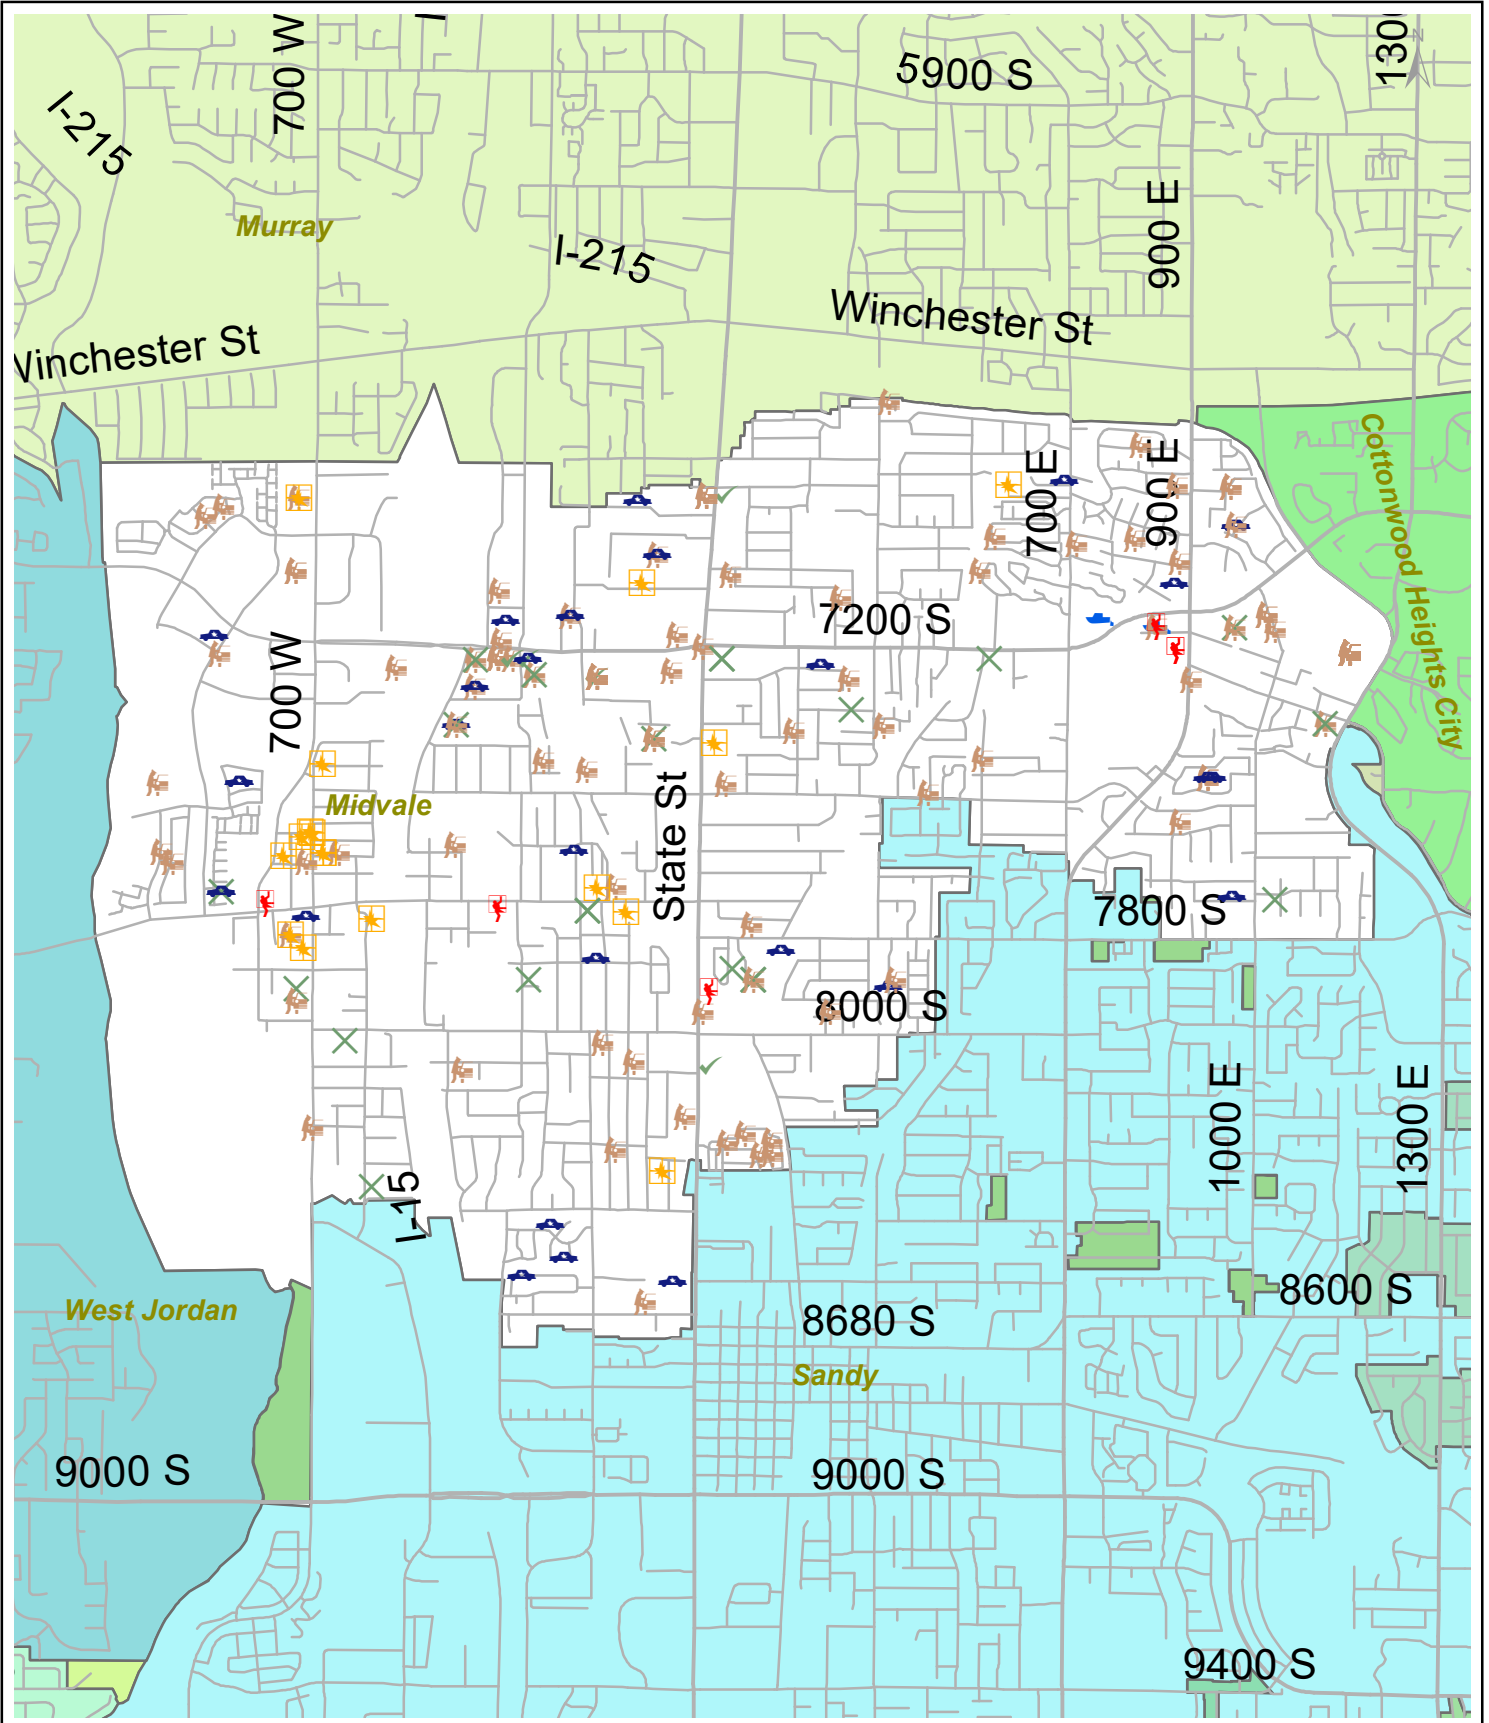 700 W
5900 S
1300
I-215
Murray
900 E
I-215
Winchester St
Winchester St
Cottonwood Heights City
700 E
900 E
7200 S
700 W
Midvale
State St
7800 S
8000 S
1000 E
1300 E
I-15
8600 S
West Jordan
8680 S
Sandy
9000 S
9000 S
9400 S
N